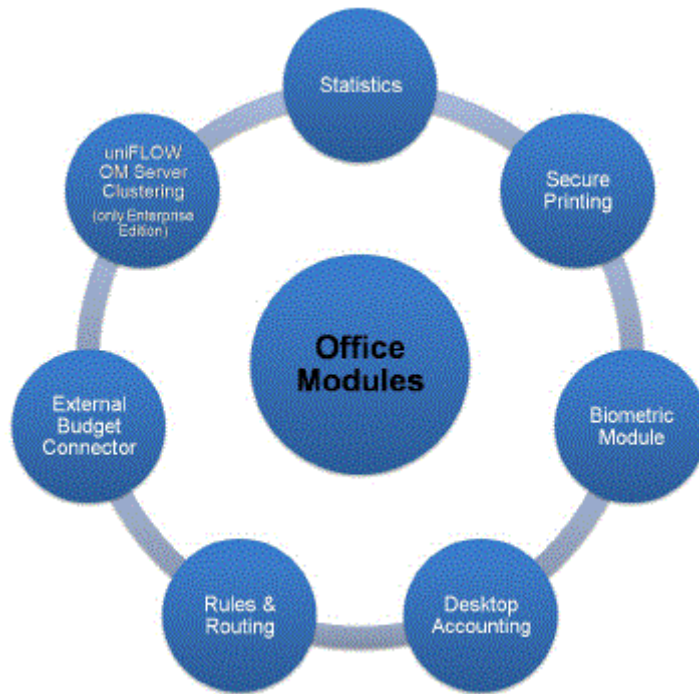 Statistics
Secure
Printing
Biometric
Module
Desktop
Accounting
Rules &
Routing
External
Budget
Connector
uniFLOW
OM Server
Clustering
(only Enterprise
Edition)
Office
Modules